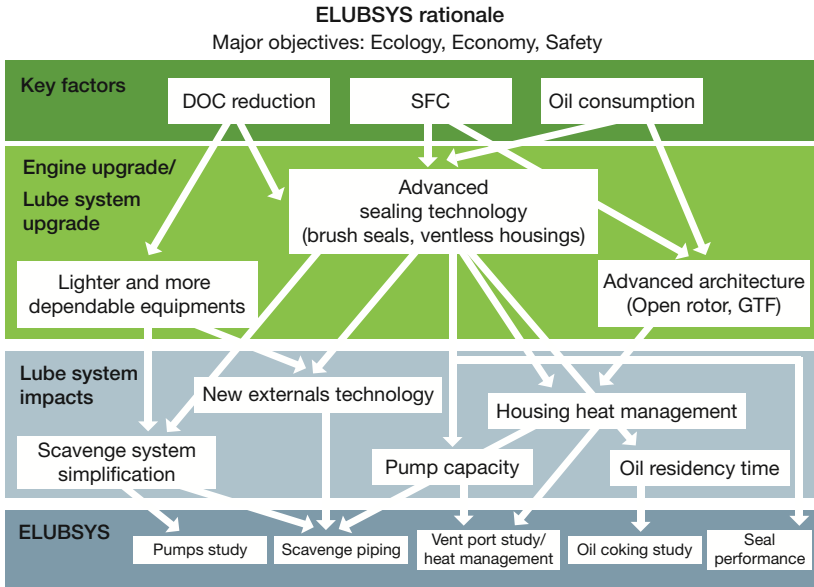 ELUBSYS rationale
Major objectives: Ecology, Economy, Safety
Key factors
DOC reduction
SFC
Oil consumption
Engine upgrade/
Lube system
upgrade
Advanced
sealing technology
(brush seals, ventless housings)
Lighter and more
dependable equipments
Advanced architecture
(Open rotor, GTF)
Lube system
impacts
New externals technology
Housing heat management
Scavenge system
simplification
Pump capacity
Oil residency time
ELUBSYS
Pumps study
Scavenge piping
Vent port study/
heat management
Oil coking study
Seal
performance